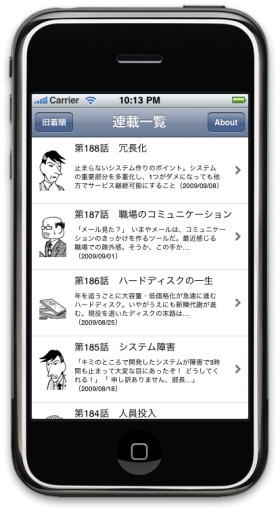 Carrier 10:13 PM
旧着順 連載一覧 About
第188話 冗長化
止まらないシステム作りのポイント。システム
の重要部分を多重化し、1つがダメになっても他
方でサービス継続可能にすること（2009/09/08）
第187話 職場のコミュニケーション
「メール見た？」 いまやメールは、コミュニケー
ションのきっかけを作るツールだ。最近感じる
職場での疎外感。そうか、この手か…
（2009/09/01）
第186話 ハードディスクの一生
年を追うごとに大容量・低価格化が急速に進む
ハードディスク。いやがうえにも新陳代謝が進
む。現役を退いたディスクの末路は…
（2009/08/25）
第185話 システム障害
「キミのところで開発したシステムが障害で3時
間も止まって大変な目にあったぞ！ どうしてく
れる！」「 申し訳ありません、部長…」
（2009/08/18）
第184話 人員投入